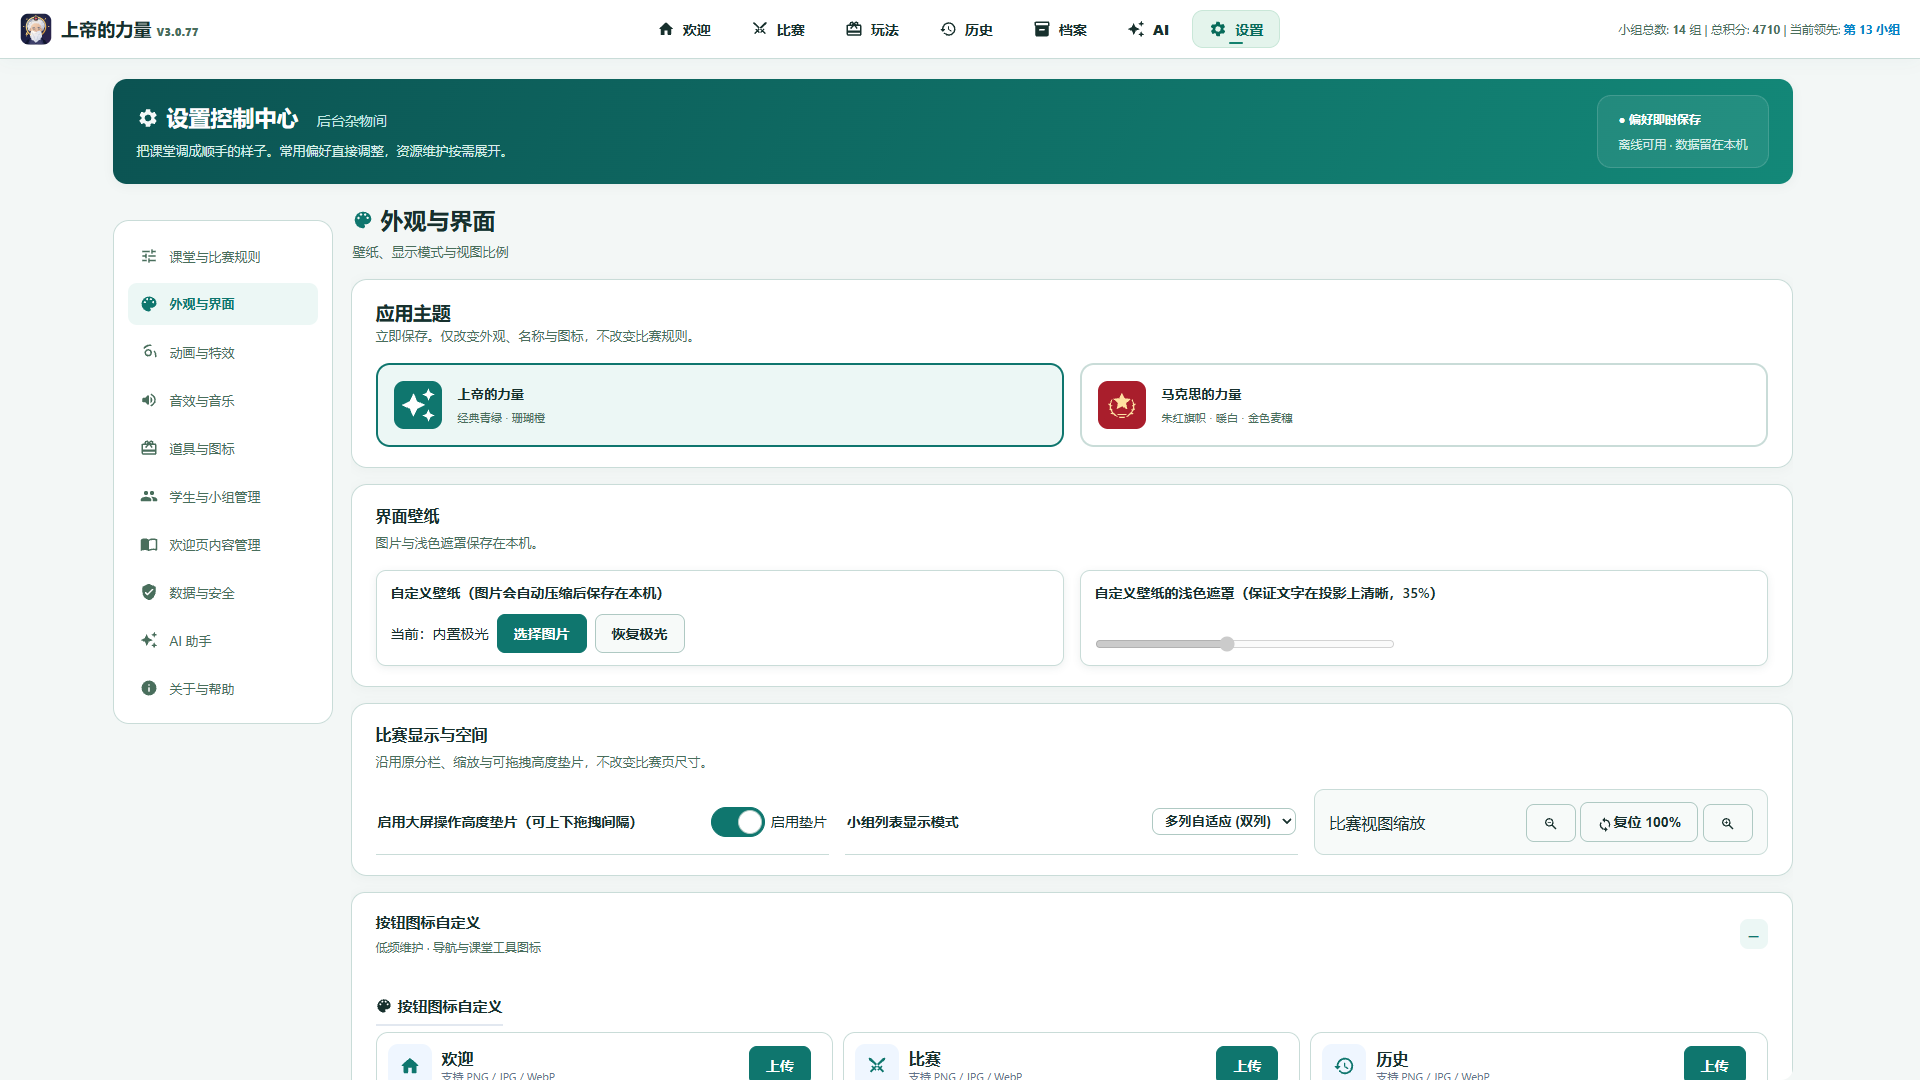 上帝的力量 V3.0.77
欢迎
比赛
玩法
历史
档案
AI
设置
小组总数: 14 组 | 总积分: 4710 | 当前领先: 第 13 小组
设置控制中心 后台杂物间
把课堂调成顺手的样子。常用偏好直接调整，资源维护按需展开。
● 偏好即时保存
离线可用 · 数据留在本机
课堂与比赛规则
外观与界面
动画与特效
音效与音乐
道具与图标
学生与小组管理
欢迎页内容管理
数据与安全
AI 助手
关于与帮助
外观与界面
壁纸、显示模式与视图比例
应用主题
立即保存。仅改变外观、名称与图标，不改变比赛规则。
上帝的力量
经典青绿 · 珊瑚橙
马克思的力量
朱红旗帜 · 暖白 · 金色麦穗
界面壁纸
图片与浅色遮罩保存在本机。
自定义壁纸（图片会自动压缩后保存在本机）
当前：内置极光 选择图片 恢复极光
自定义壁纸的浅色遮罩（保证文字在投影上清晰，35%）
比赛显示与空间
沿用原分栏、缩放与可拖拽高度垫片，不改变比赛页尺寸。
启用大屏操作高度垫片（可上下拖拽间隔） 启用垫片
小组列表显示模式 多列自适应 (双列)
比赛视图缩放 复位 100%
按钮图标自定义
低频维护 · 导航与课堂工具图标
按钮图标自定义
欢迎
支持 PNG / JPG / WebP
上传
比赛
支持 PNG / JPG / WebP
上传
历史
支持 PNG / JPG / WebP
上传